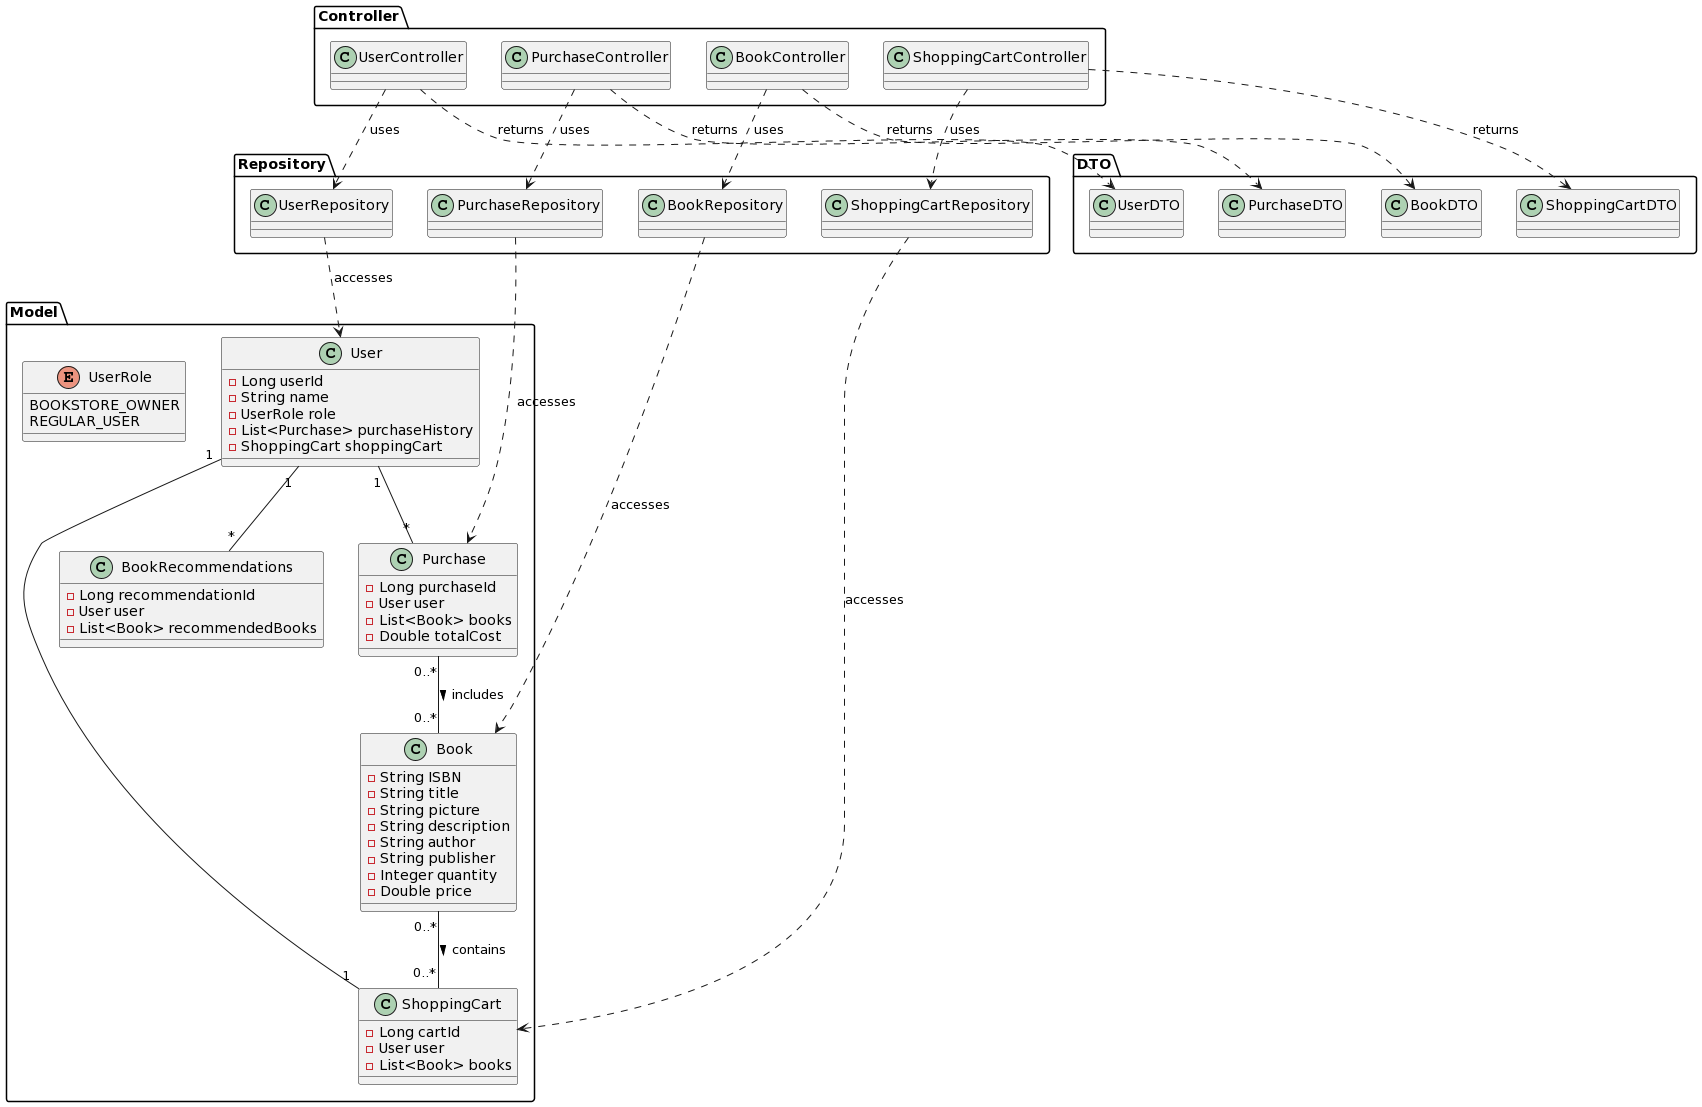 Controller
C UserController
C PurchaseController
C BookController
C ShoppingCartController
uses
returns
uses
returns
uses
returns
uses
returns
Repository
C UserRepository
C PurchaseRepository
C BookRepository
C ShoppingCartRepository
DTO
C UserDTO
C PurchaseDTO
C BookDTO
C ShoppingCartDTO
accesses
accesses
accesses
accesses
Model
E UserRole
BOOKSTORE_OWNER
REGULAR_USER
C User
Long userId
String name
UserRole role
List<Purchase> purchaseHistory
ShoppingCart shoppingCart
1
1
1
*
*
C BookRecommendations
Long recommendationId
User user
List<Book> recommendedBooks
C Purchase
Long purchaseId
User user
List<Book> books
Double totalCost
0..*
includes
0..*
C Book
String ISBN
String title
String picture
String description
String author
String publisher
Integer quantity
Double price
0..*
contains
0..*
1
C ShoppingCart
Long cartId
User user
List<Book> books